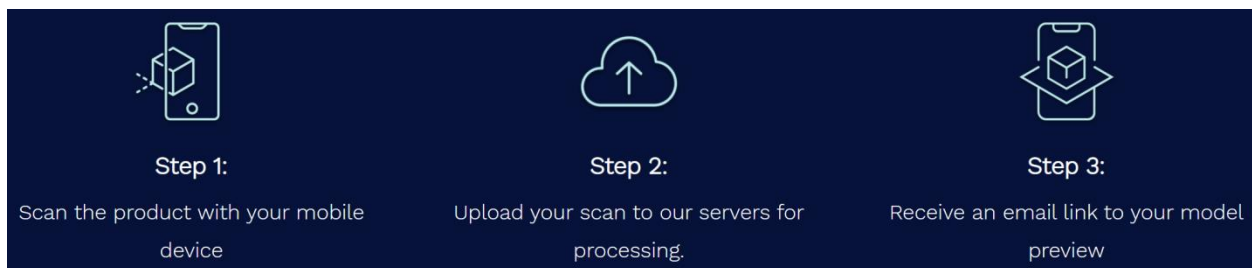 Step 1:
Scan the product with your mobile
device
Step 2:
Upload your scan to our servers for
processing.
Step 3:
Receive an email link to your model
preview